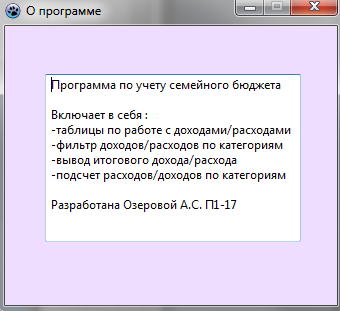 О программе
Программа по учету семейного бюджета
Включает в себя :
-таблицы по работе с доходами/расходами
-фильтр доходов/расходов по категориям
-вывод итогового дохода/расхода
-подсчет расходов/доходов по категориям
Разработана Озеровой А.С. П1-17